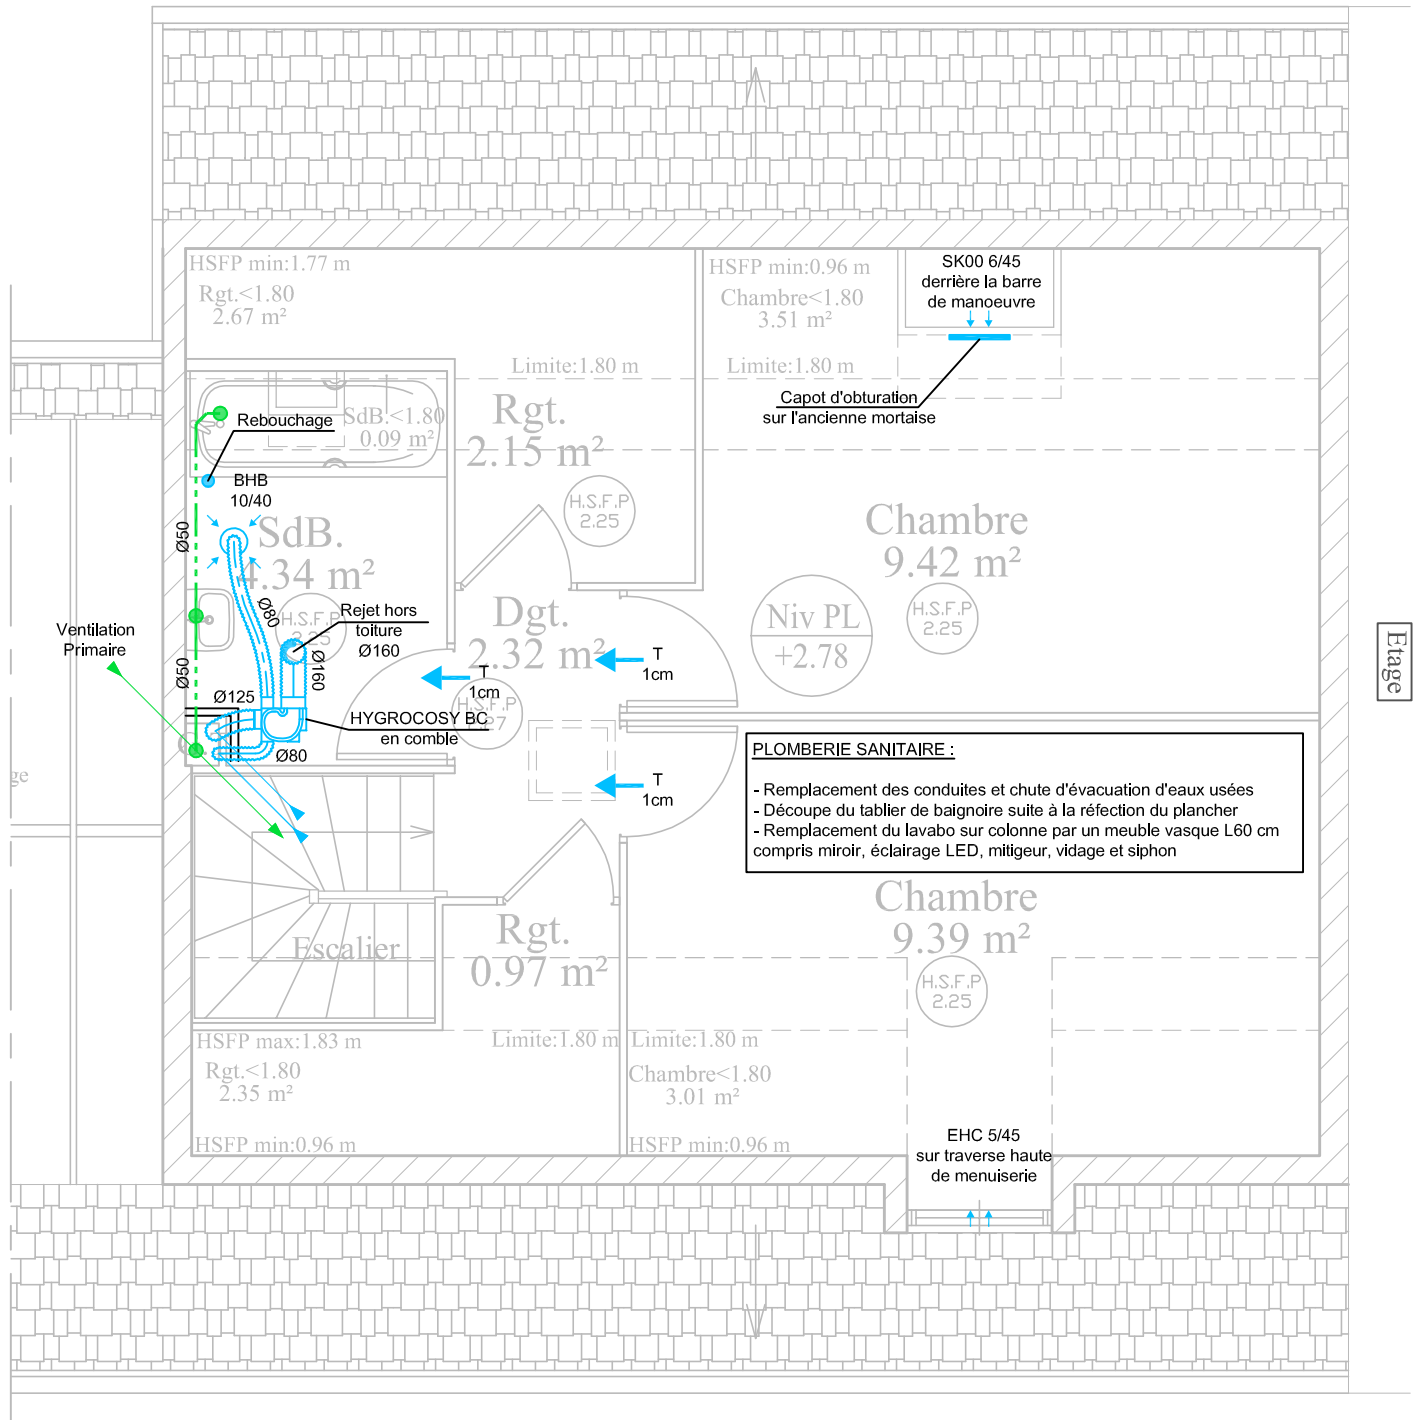 HSFP min:1.77 m
Rgt.<1.80
2.67 m²
HSFP min:0.96 m
Chambre<1.80
3.51 m²
SK00 6/45
derrière la barre
de manoeuvre
Limite:1.80 m
Limite:1.80 m
Capot d'obturation
sur l'ancienne mortaise
Rebouchage
SdB.<1.80
0.09 m²
Rgt.
2.15 m²
BHB
10/40
H.S.F.P
2.25
Ø50
SdB.
4.34 m²
Chambre
9.42 m²
H.S.F.P
2.25
Ø80
H.S.F.P
2.25
Rejet hors
toiture
Ø160
Dgt.
2.32 m²
Niv PL
+2.78
Ventilation
Primaire
Ø50
Ø160
T
1cm
T
1cm
Etage
Ø125
H.S.F.P
HYGROCOSY BC
en comble
Ø80
ge
T
1cm
PLOMBERIE SANITAIRE :
- Remplacement des conduites et chute d'évacuation d'eaux usées
- Découpe du tablier de baignoire suite à la réfection du plancher
- Remplacement du lavabo sur colonne par un meuble vasque L60 cm
compris miroir, éclairage LED, mitigeur, vidage et siphon
Escalier
Rgt.
0.97 m²
Chambre
9.39 m²
H.S.F.P
2.25
HSFP max:1.83 m
Rgt.<1.80
2.35 m²
Limite:1.80 m
Limite:1.80 m
Chambre<1.80
3.01 m²
HSFP min:0.96 m
HSFP min:0.96 m
EHC 5/45
sur traverse haute
de menuiserie